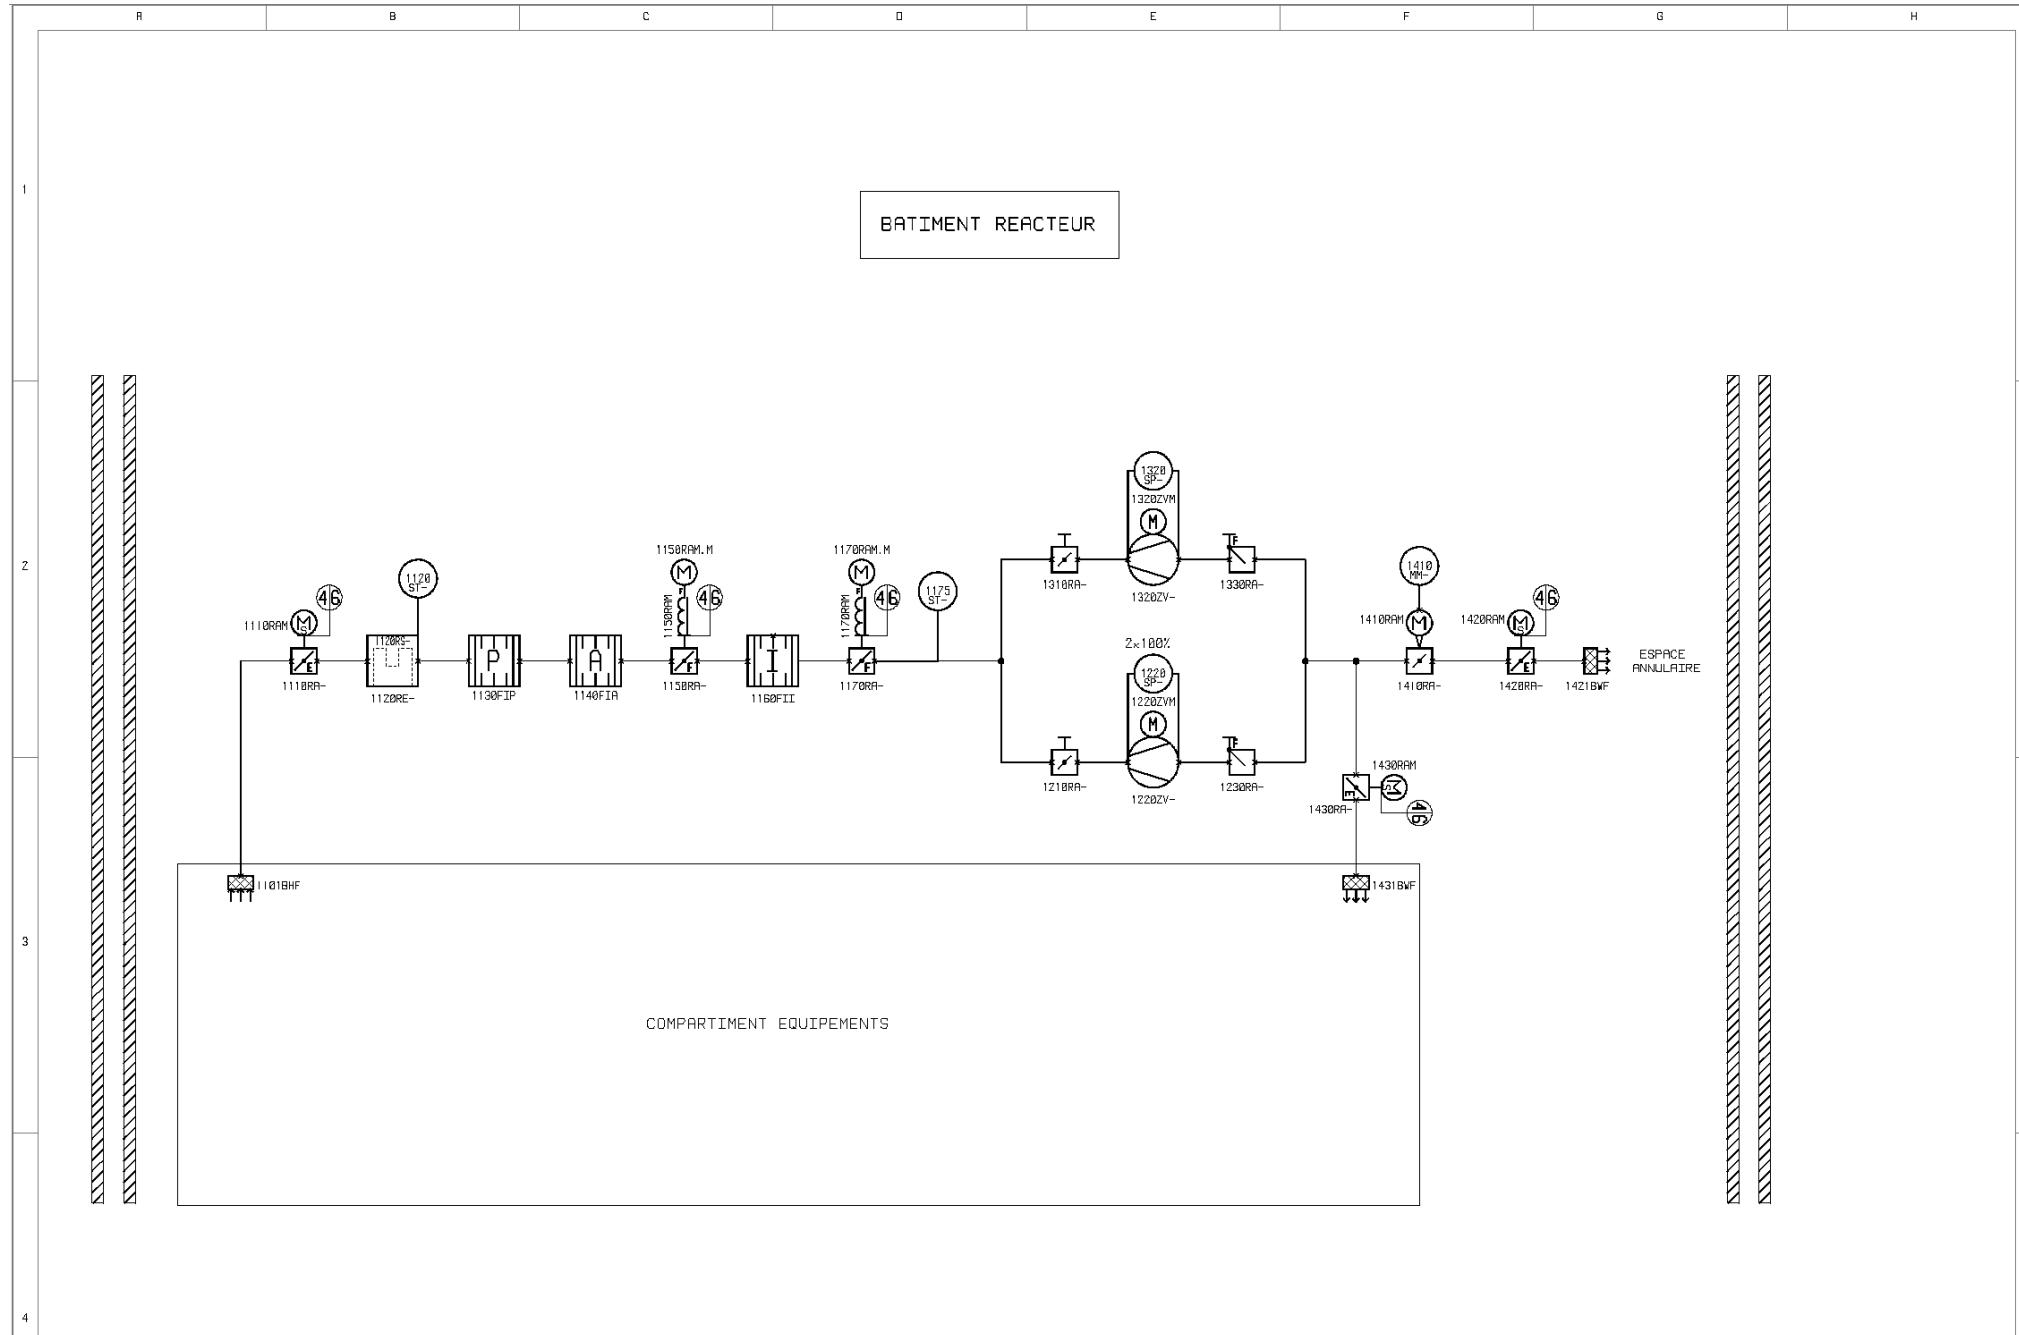 A B C D E F G H
1
BATIMENT REACTEUR
2
1320
SP-
1320ZVM
M
1310RA-
1320ZV-
F
1330RA-
1150RAM.M
M
F
1150RAM
46
1170RAM.M
M
F
1170RAM
46
1175
ST-
1120
ST-
46
1110RAM
M
S
E
1110RA-
1120RS-
1120RE-
P
1130FIP
A
1140FIA
F
1150RA-
I
1160FII
F
1170RA-
2x100%
1220
SP-
1220ZVM
M
1210RA-
1220ZV-
F
1230RA-
1410
MM-
1410RAM
M
1410RA-
46
1420RAM
M
S
E
1420RA-
1421BWF
ESPACE
ANNULAIRE
1430RAM
M
S
E
1430RA-
46
1101BHF
1431BWF
3
COMPARTIMENT EQUIPEMENTS
4